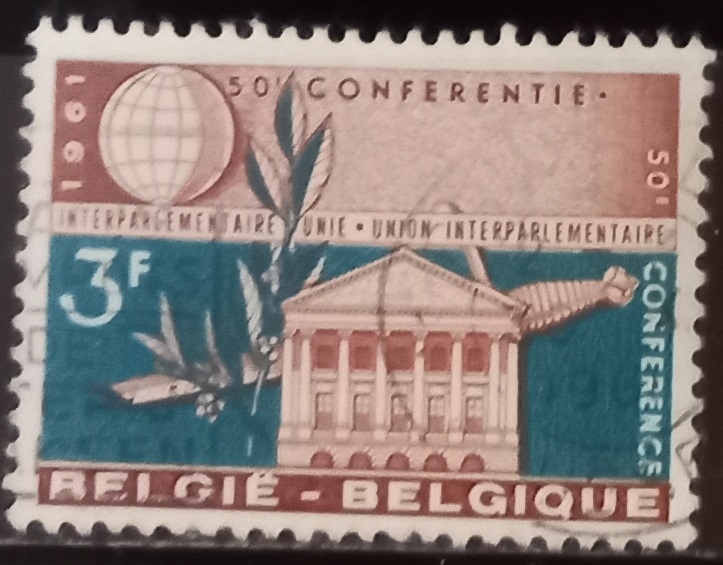 1961
50e CONFERENTIE ·
50e
INTERPARLEMENTAIRE UNIE · UNION INTERPARLEMENTAIRE
3F
CONFERENCE
BELGIË - BELGIQUE